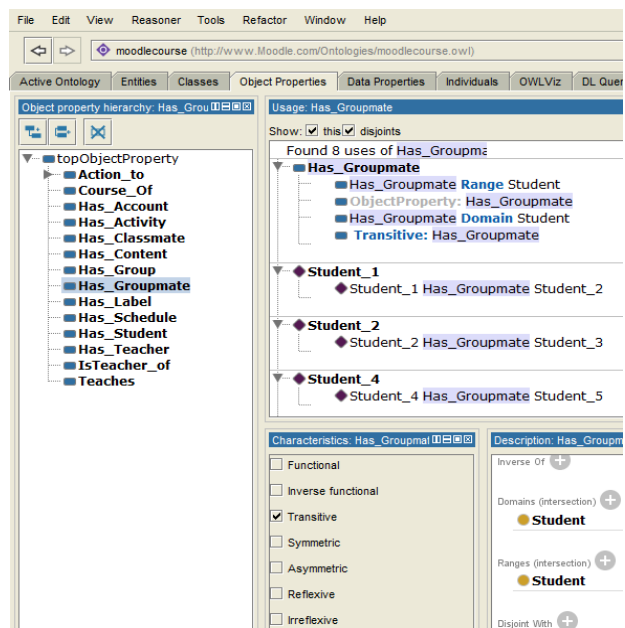 File Edit View Reasoner Tools Refactor Window Help
moodlecourse (http://www.Moodle.com/Ontologies/moodlecourse.owl)
Active Ontology Entities Classes Object Properties Data Properties Individuals OWLViz DL Quer
Object property hierarchy: Has_Grou
topObjectProperty
Action_to
Course_Of
Has_Account
Has_Activity
Has_Classmate
Has_Content
Has_Group
Has_Groupmate
Has_Label
Has_Schedule
Has_Student
Has_Teacher
IsTeacher_of
Teaches
Usage: Has_Groupmate
Show: this disjoints
Found 8 uses of Has_Groupma
Has_Groupmate
Has_Groupmate Range Student
ObjectProperty: Has_Groupmate
Has_Groupmate Domain Student
Transitive: Has_Groupmate
Student_1
Student_1 Has_Groupmate Student_2
Student_2
Student_2 Has_Groupmate Student_3
Student_4
Student_4 Has_Groupmate Student_5
Characteristics: Has_Groupmat
Functional
Inverse functional
Transitive
Symmetric
Asymmetric
Reflexive
Irreflexive
Description: Has_Groupm
Inverse Of
Domains (intersection)
Student
Ranges (intersection)
Student
Disjoint With